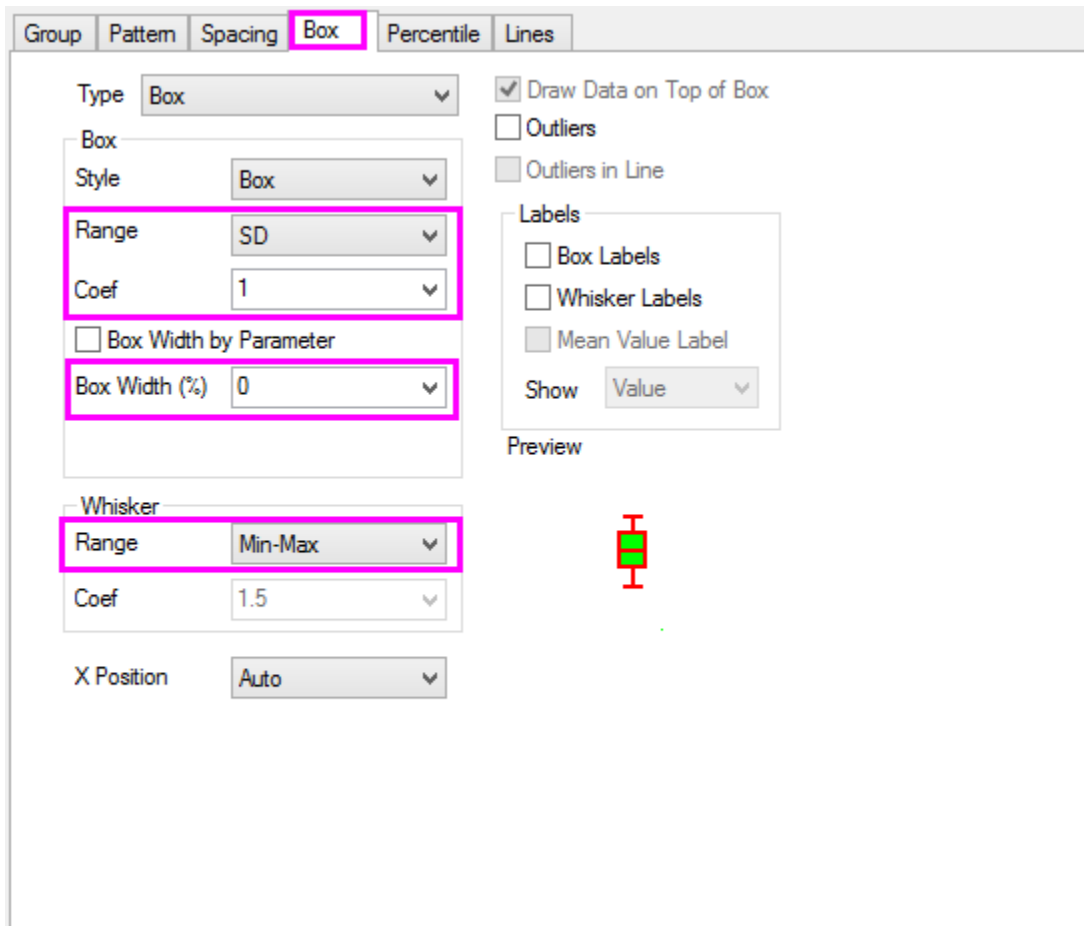 Group Pattern Spacing Box Percentile Lines
Type Box
Draw Data on Top of Box
Outliers
Outliers in Line
Box
Style Box
Range SD
Coef 1
Box Width by Parameter
Box Width (%) 0
Labels
Box Labels
Whisker Labels
Mean Value Label
Show Value
Preview
Whisker
Range Min-Max
Coef 1.5
X Position Auto